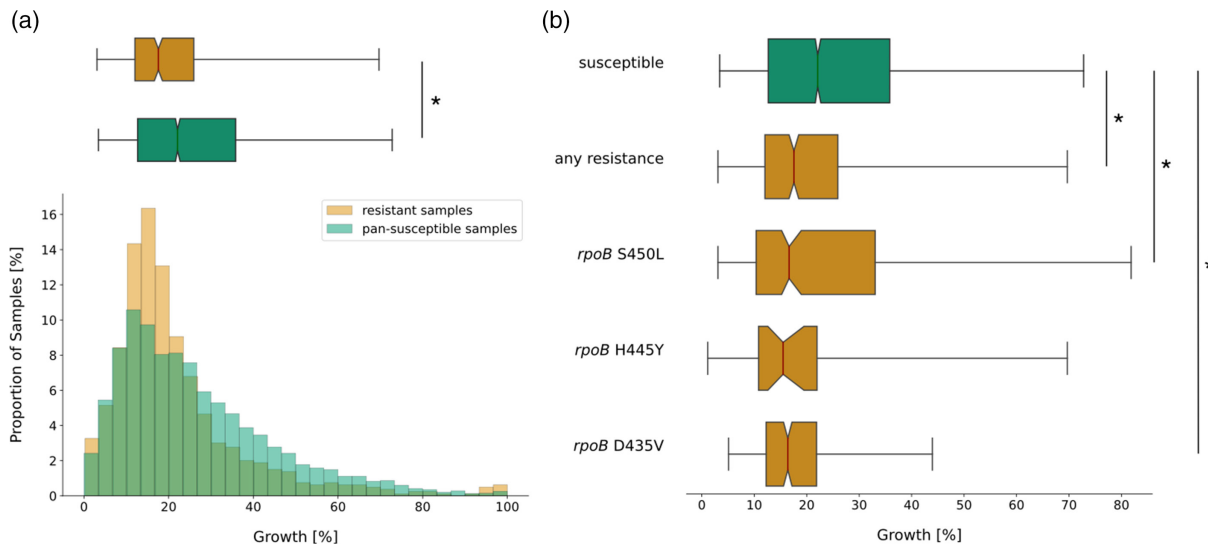 (a)
*
resistant samples
pan-susceptible samples
16
14
12
10
8
6
4
2
0
Proportion of Samples [%]
0 20 40 60 80 100
Growth [%]
(b)
susceptible
any resistance
rpoB S450L
rpoB H445Y
rpoB D435V
*
*
*
0 10 20 30 40 50 60 70 80
Growth [%]